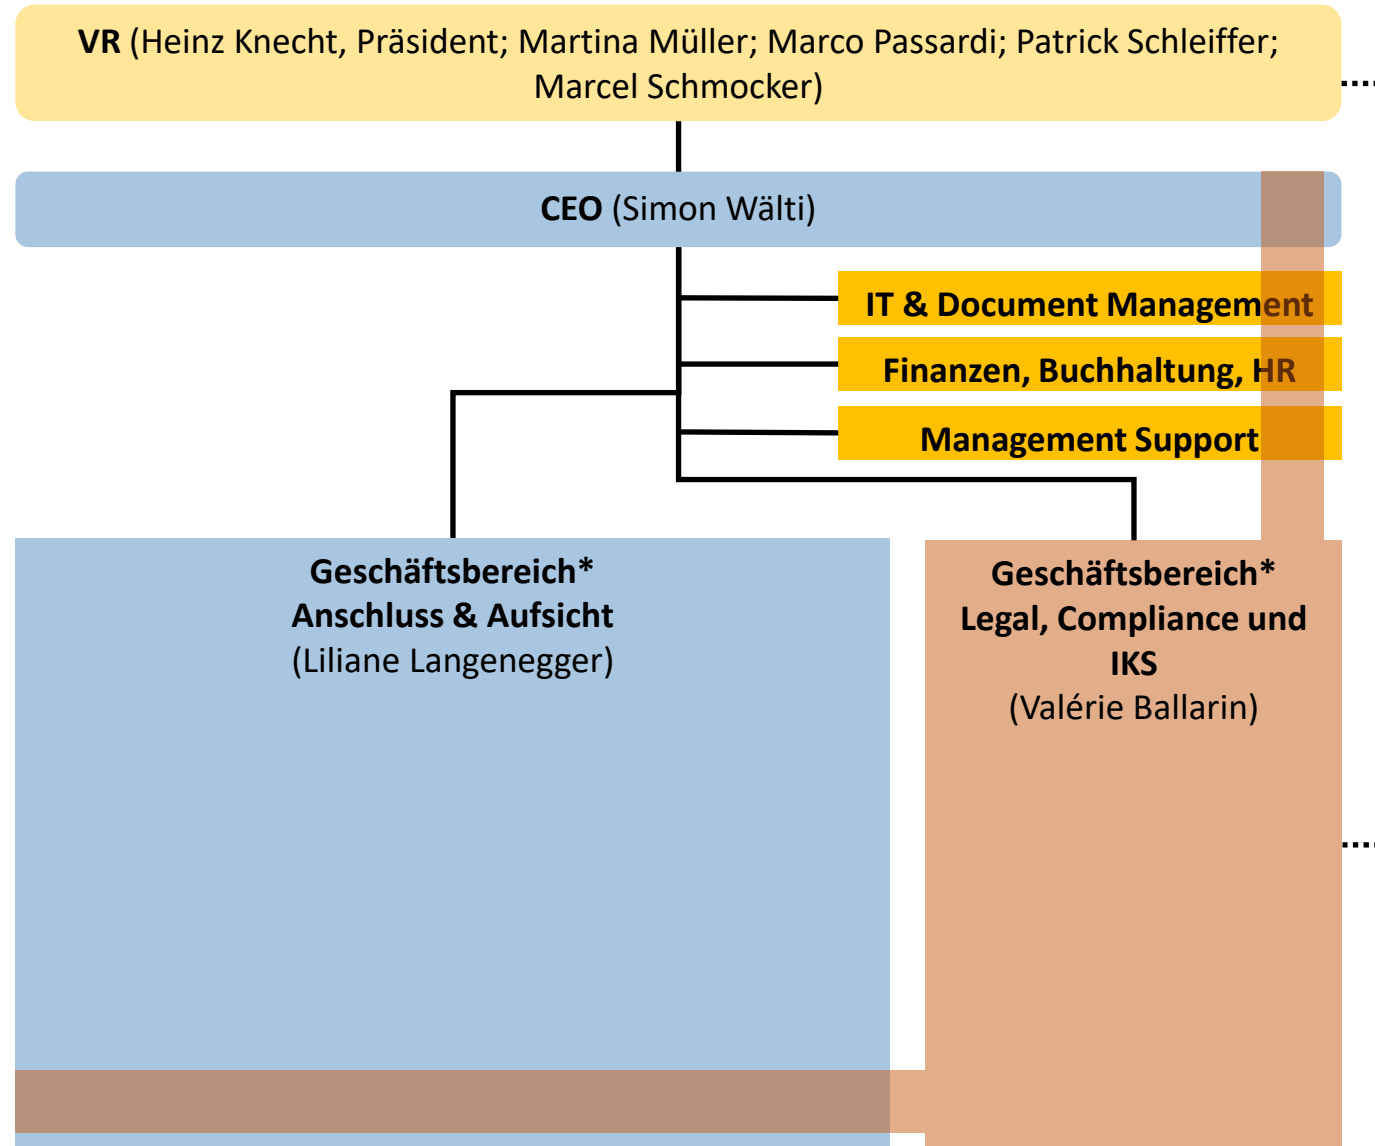 VR (Heinz Knecht, Präsident; Martina Müller; Marco Passardi; Patrick Schleiffer;
Marcel Schmocker)
CEO (Simon Wälti)
IT & Document Management
Finanzen, Buchhaltung, HR
Management Support
Geschäftsbereich*
Anschluss & Aufsicht
(Liliane Langenegger)
Geschäftsbereich*
Legal, Compliance und
IKS
(Valérie Ballarin)